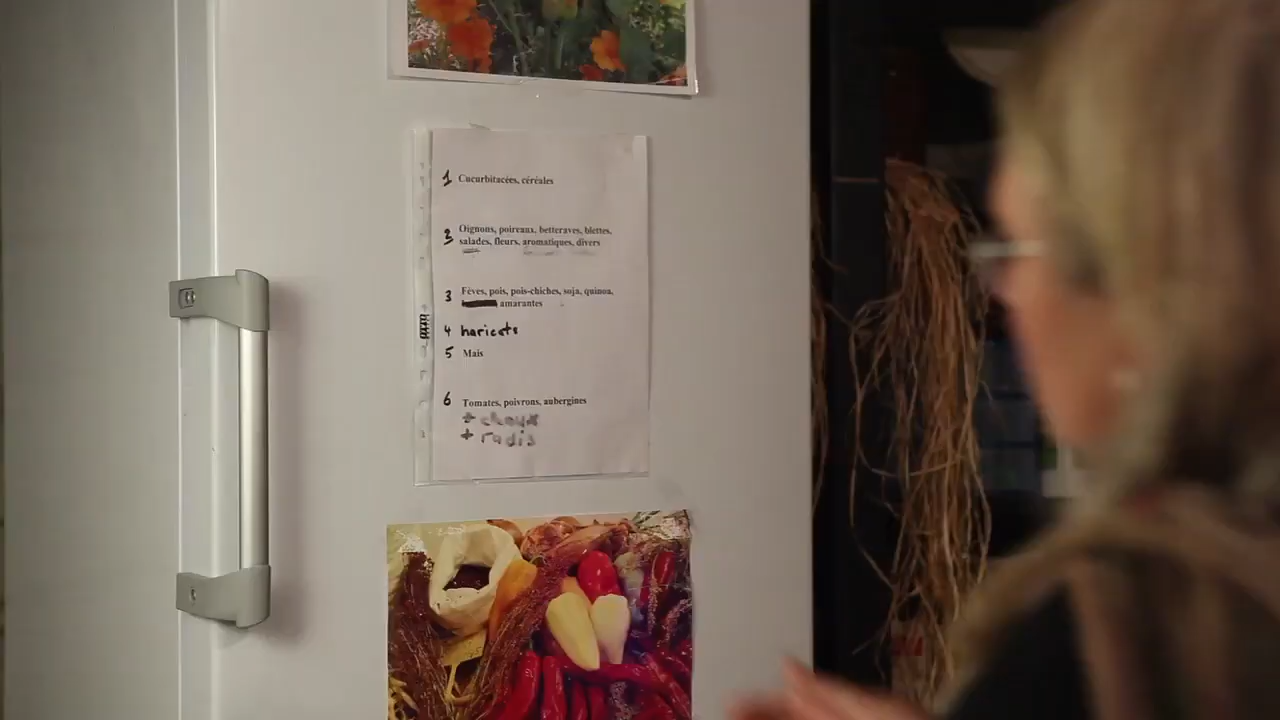 1 Cucurbitacées, céréales
2 Oignons, poireaux, betteraves, blettes,
salades, fleurs, aromatiques, divers
3 Fèves, pois, pois-chiches, soja, quinoa,
amarantes
4 haricots
5 Mais
6 Tomates, poivrons, aubergines
+ choux
+ radis